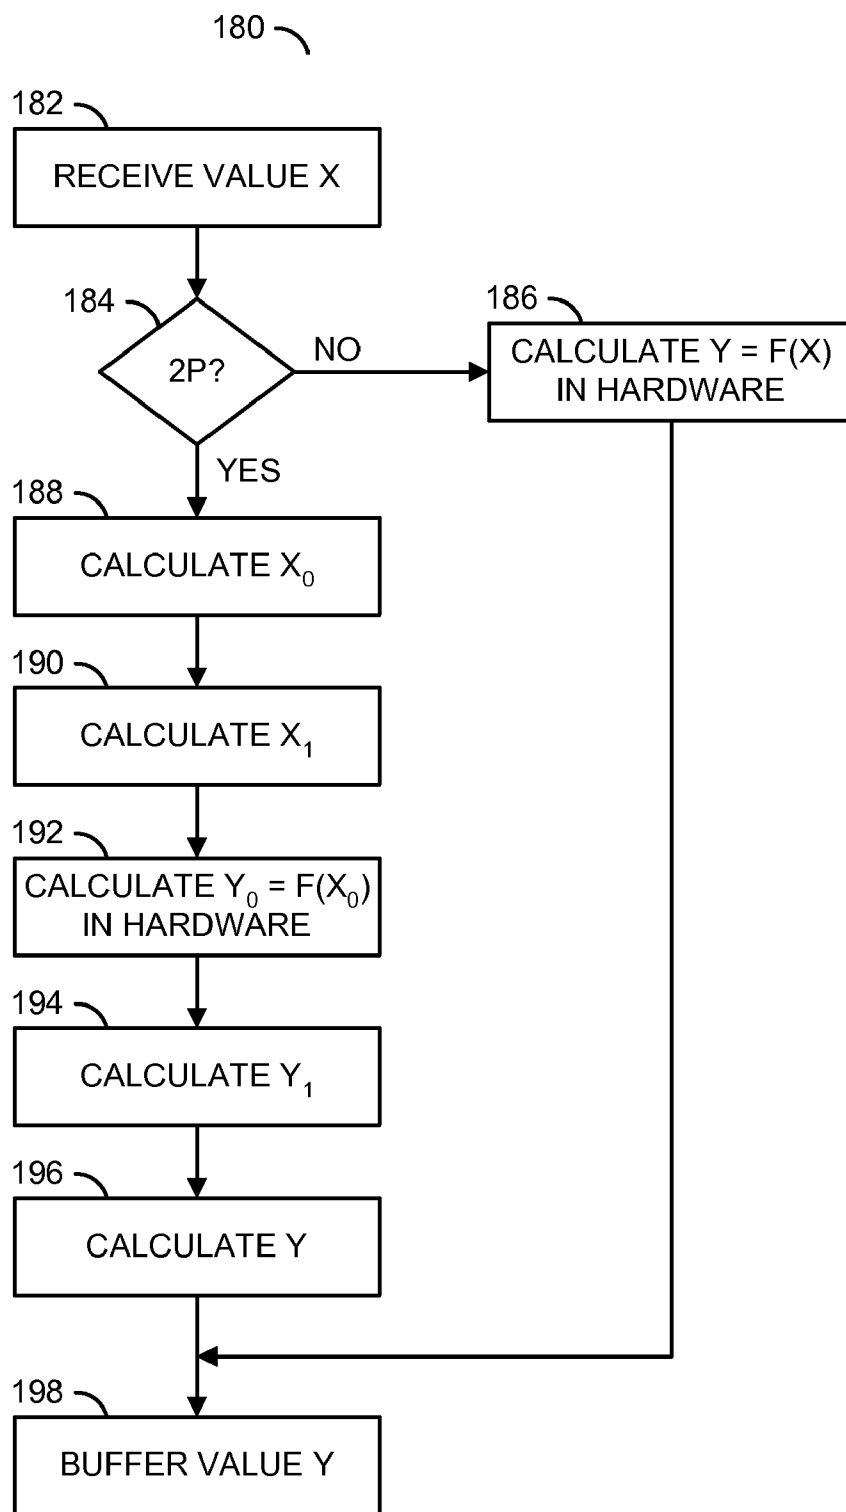 180
182
RECEIVE VALUE X
184
2P?
NO
186
CALCULATE Y = F(X)
IN HARDWARE
YES
188
CALCULATE X₀
190
CALCULATE X₁
192
CALCULATE Y₀ = F(X₀)
IN HARDWARE
194
CALCULATE Y₁
196
CALCULATE Y
198
BUFFER VALUE Y